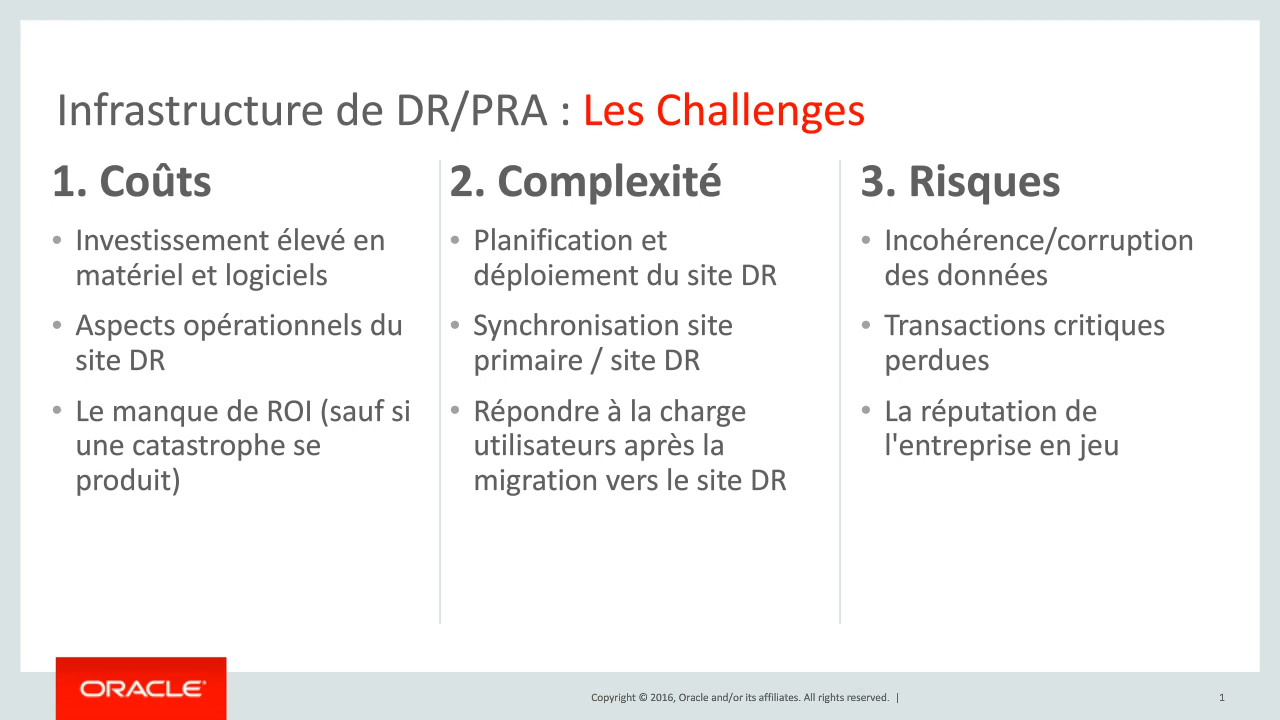 Infrastructure de DR/PRA : Les Challenges
1. Coûts
• Investissement élevé en
matériel et logiciels
• Aspects opérationnels du
site DR
• Le manque de ROI (sauf si
une catastrophe se
produit)
2. Complexité
• Planification et
déploiement du site DR
• Synchronisation site
primaire / site DR
• Répondre à la charge
utilisateurs après la
migration vers le site DR
3. Risques
• Incohérence/corruption
des données
• Transactions critiques
perdues
• La réputation de
l'entreprise en jeu
ORACLE®
Copyright © 2016, Oracle and/or its affiliates. All rights reserved. |
1